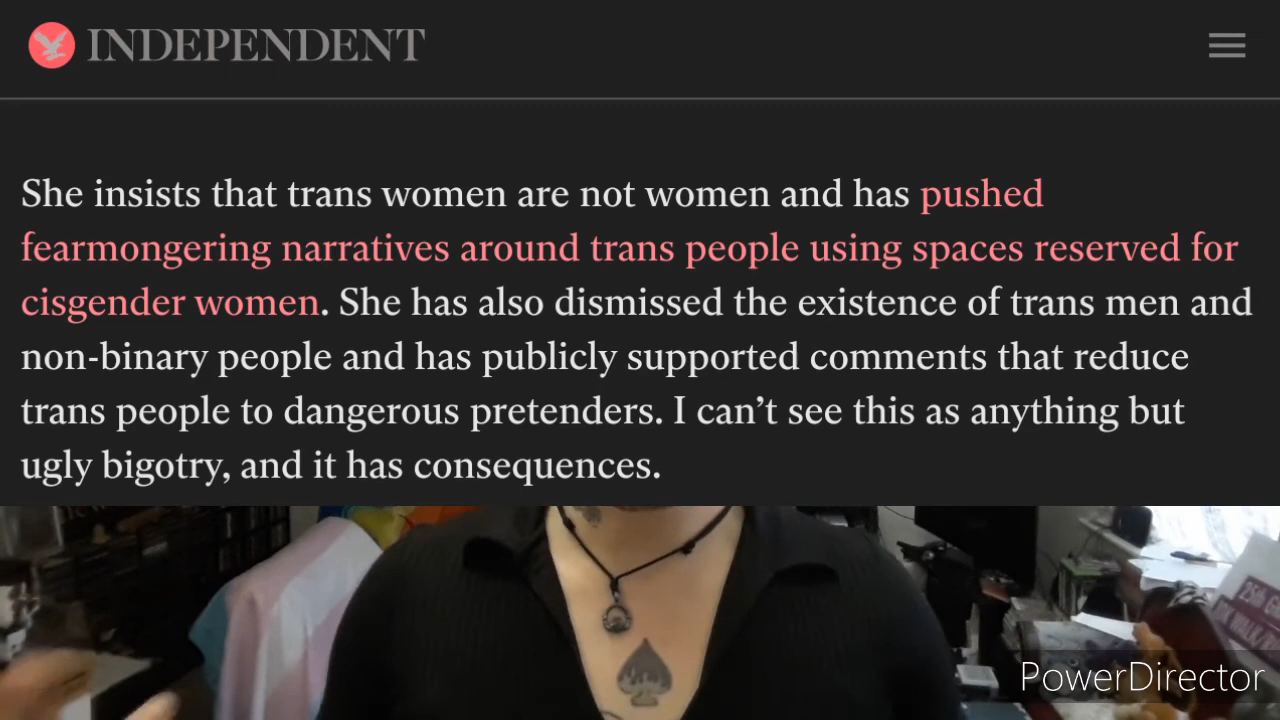 INDEPENDENT
She insists that trans women are not women and has pushed
fearmongering narratives around trans people using spaces reserved for
cisgender women. She has also dismissed the existence of trans men and
non-binary people and has publicly supported comments that reduce
trans people to dangerous pretenders. I can’t see this as anything but
ugly bigotry, and it has consequences.
PowerDirector